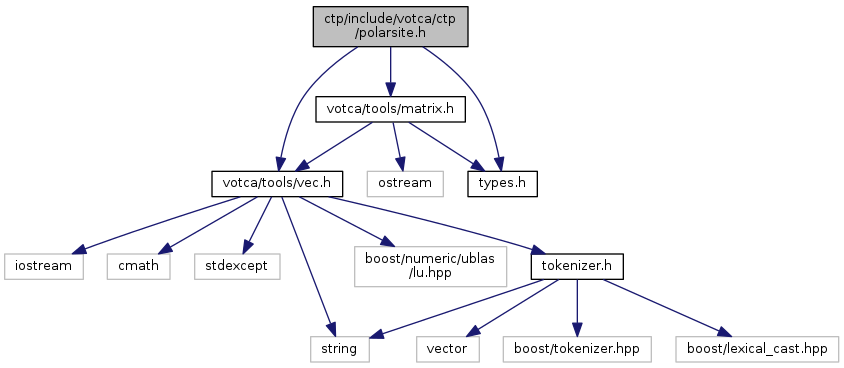 ctp/include/votca/ctp
/polarsite.h
votca/tools/matrix.h
votca/tools/vec.h
ostream
types.h
iostream
cmath
stdexcept
boost/numeric/ublas
/lu.hpp
tokenizer.h
string
vector
boost/tokenizer.hpp
boost/lexical_cast.hpp